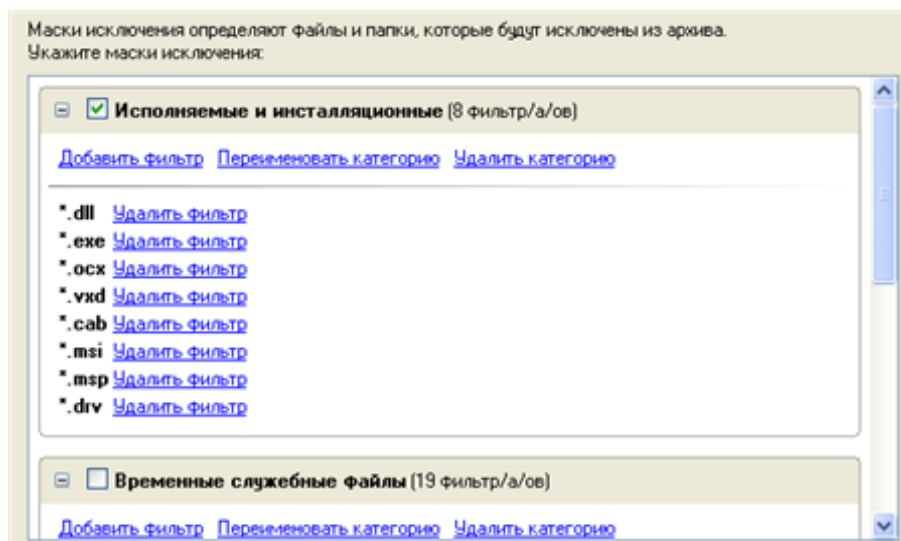 Маски исключения определяют файлы и папки, которые будут исключены из архива.
Укажите маски исключения:
Исполняемые и инсталляционные (8 фильтр/а/ов)
Добавить фильтр Переименовать категорию Удалить категорию
*.dll Удалить фильтр
*.exe Удалить фильтр
*.ocx Удалить фильтр
*.vxd Удалить фильтр
*.cab Удалить фильтр
*.msi Удалить фильтр
*.msp Удалить фильтр
*.drv Удалить фильтр
Временные служебные файлы (19 фильтр/а/ов)
Добавить фильтр Переименовать категорию Удалить категорию